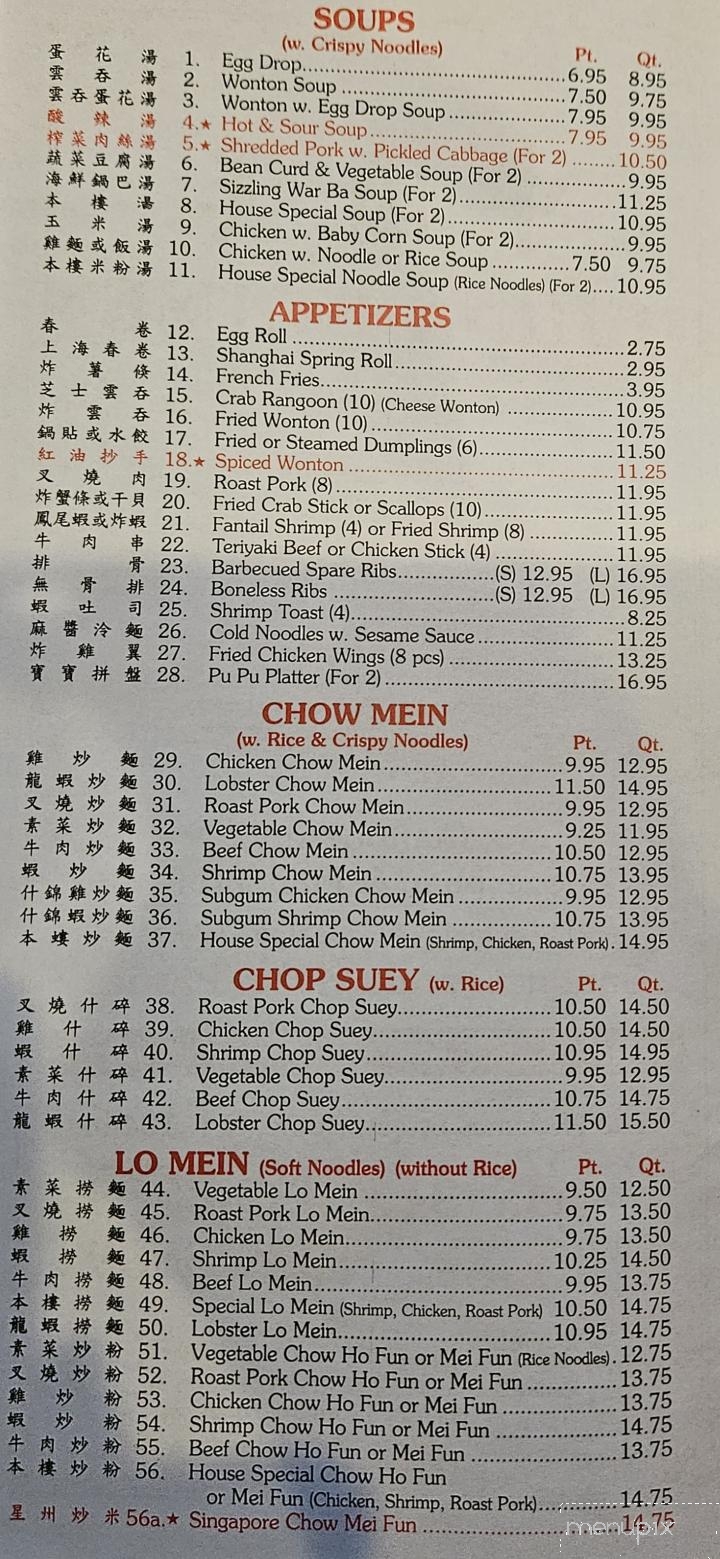 SOUPS
(w. Crispy Noodles) Pt. Qt.
蛋花湯 1. Egg Drop 6.95 8.95
雲吞湯 2. Wonton Soup 7.50 9.75
雲吞蛋花湯 3. Wonton w. Egg Drop Soup 7.95 9.95
酸辣湯 4.★ Hot & Sour Soup 7.95 9.95
榨菜肉絲湯 5.★ Shredded Pork w. Pickled Cabbage (For 2) 10.50
蔬菜豆腐湯 6. Bean Curd & Vegetable Soup (For 2) 9.95
海鮮鍋巴湯 7. Sizzling War Ba Soup (For 2) 11.25
本樓湯 8. House Special Soup (For 2) 10.95
玉米湯 9. Chicken w. Baby Corn Soup (For 2) 9.95
雞麵或飯湯 10. Chicken w. Noodle or Rice Soup 7.50 9.75
本樓米粉湯 11. House Special Noodle Soup (Rice Noodles) (For 2) 10.95
APPETIZERS
春卷 12. Egg Roll 2.75
上海春卷 13. Shanghai Spring Roll 2.95
炸薯條 14. French Fries 3.95
芝士雲吞 15. Crab Rangoon (10) (Cheese Wonton) 10.95
炸雲吞 16. Fried Wonton (10) 10.75
鍋貼或水餃 17. Fried or Steamed Dumplings (6) 11.50
紅油抄手 18.★ Spiced Wonton 11.25
叉燒肉 19. Roast Pork (8) 11.95
炸蟹條或干貝 20. Fried Crab Stick or Scallops (10) 11.95
鳳尾蝦或炸蝦 21. Fantail Shrimp (4) or Fried Shrimp (8) 11.95
牛肉串 22. Teriyaki Beef or Chicken Stick (4) 11.95
排骨 23. Barbecued Spare Ribs (S) 12.95 (L) 16.95
無骨排 24. Boneless Ribs (S) 12.95 (L) 16.95
蝦吐司 25. Shrimp Toast (4) 8.25
麻醬冷麵 26. Cold Noodles w. Sesame Sauce 11.25
炸雞翼 27. Fried Chicken Wings (8 pcs) 13.25
寶寶拼盤 28. Pu Pu Platter (For 2) 16.95
CHOW MEIN
(w. Rice & Crispy Noodles) Pt. Qt.
雞炒麵 29. Chicken Chow Mein 9.95 12.95
龍蝦炒麵 30. Lobster Chow Mein 11.50 14.95
叉燒炒麵 31. Roast Pork Chow Mein 9.95 12.95
素菜炒麵 32. Vegetable Chow Mein 9.25 11.95
牛肉炒麵 33. Beef Chow Mein 10.50 12.95
蝦炒麵 34. Shrimp Chow Mein 10.75 13.95
什錦雞炒麵 35. Subgum Chicken Chow Mein 9.95 12.95
什錦蝦炒麵 36. Subgum Shrimp Chow Mein 10.75 13.95
本樓炒麵 37. House Special Chow Mein (Shrimp, Chicken, Roast Pork) 14.95
CHOP SUEY (w. Rice) Pt. Qt.
叉燒什碎 38. Roast Pork Chop Suey 10.50 14.50
雞什碎 39. Chicken Chop Suey 10.50 14.50
蝦什碎 40. Shrimp Chop Suey 10.95 14.95
素菜什碎 41. Vegetable Chop Suey 9.95 12.95
牛肉什碎 42. Beef Chop Suey 10.75 14.75
龍蝦什碎 43. Lobster Chop Suey 11.50 15.50
LO MEIN (Soft Noodles) (without Rice) Pt. Qt.
素菜撈麵 44. Vegetable Lo Mein 9.50 12.50
叉燒撈麵 45. Roast Pork Lo Mein 9.75 13.50
雞撈麵 46. Chicken Lo Mein 9.75 13.50
蝦撈麵 47. Shrimp Lo Mein 10.25 14.50
牛肉撈麵 48. Beef Lo Mein 9.95 13.75
本樓撈麵 49. Special Lo Mein (Shrimp, Chicken, Roast Pork) 10.50 14.75
龍蝦撈麵 50. Lobster Lo Mein 10.95 14.75
素菜炒粉 51. Vegetable Chow Ho Fun or Mei Fun (Rice Noodles) 12.75
叉燒炒粉 52. Roast Pork Chow Ho Fun or Mei Fun 13.75
雞炒粉 53. Chicken Chow Ho Fun or Mei Fun 13.75
蝦炒粉 54. Shrimp Chow Ho Fun or Mei Fun 14.75
牛肉炒粉 55. Beef Chow Ho Fun or Mei Fun 13.75
本樓炒粉 56. House Special Chow Ho Fun
or Mei Fun (Chicken, Shrimp, Roast Pork) 14.75
星州炒米 56a.★ Singapore Chow Mei Fun 14.75
menupix